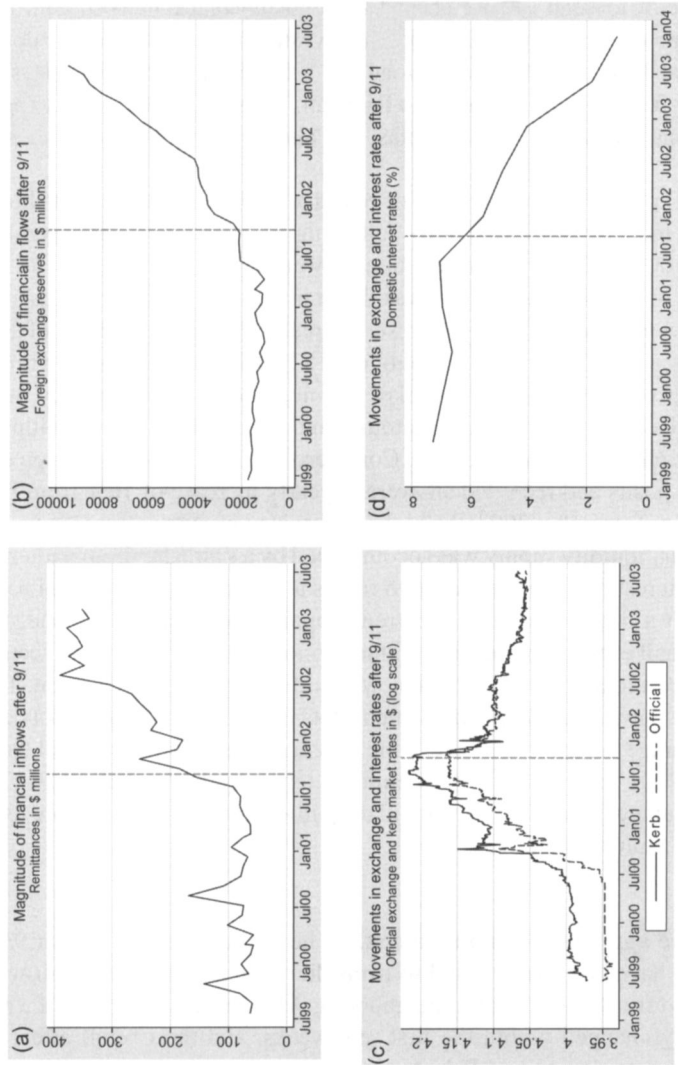 (a)
Magnitude of financial inflows after 9/11
Remittances in $ millions
400
300
200
100
0
Jul99
Jan00
Jul00
Jan01
Jul01
Jan02
Jul02
Jan03
Jul03
(b)
Magnitude of financialin flows after 9/11
Foreign exchange reserves in $ millions
10000
8000
6000
4000
2000
0
Jul99
Jan00
Jul00
Jan01
Jul01
Jan02
Jul02
Jan03
Jul03
(c)
Movements in exchange and interest rates after 9/11
Official exchange and kerb market rates in $ (log scale)
4.2
4.15
4.1
4.05
4
3.95
Jan99
Jul99
Jan00
Jul00
Jan01
Jul01
Jan02
Jul02
Jan03
Jul03
Kerb
Official
(d)
Movements in exchange and interest rates after 9/11
Domestic interest rates (%)
8
6
4
2
0
Jan99
Jul99
Jan00
Jul00
Jan01
Jul01
Jan02
Jul02
Jan03
Jul03
Jan04